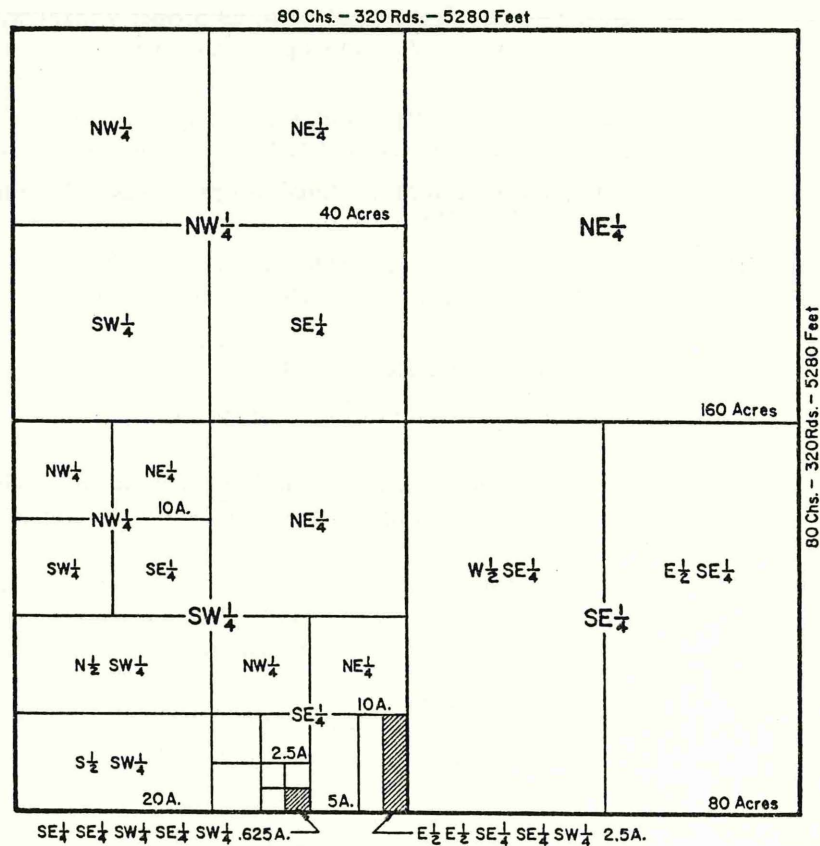 80 Chs. – 320 Rds. – 5280 Feet
NW¼ NE¼
40 Acres
NW¼ NE¼
SW¼ SE¼
80 Chs. – 320 Rds. – 5280 Feet
160 Acres
NW¼ NE¼
10A.
NW¼ NE¼
SW¼ SE¼ W½ SE¼ E½ SE¼
SW¼ SE¼
N½ SW¼ NW¼ NE¼
10A.
SE¼
S½ SW¼ 2.5A
20A. 5A. 80 Acres
SE¼ SE¼ SW¼ SE¼ SW¼ .625A. E½ E½ SE¼ SE¼ SW¼ 2.5A.